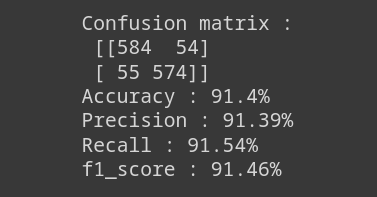 Confusion matrix :
[[584  54]
[ 55 574]]
Accuracy : 91.4%
Precision : 91.39%
Recall : 91.54%
f1_score : 91.46%